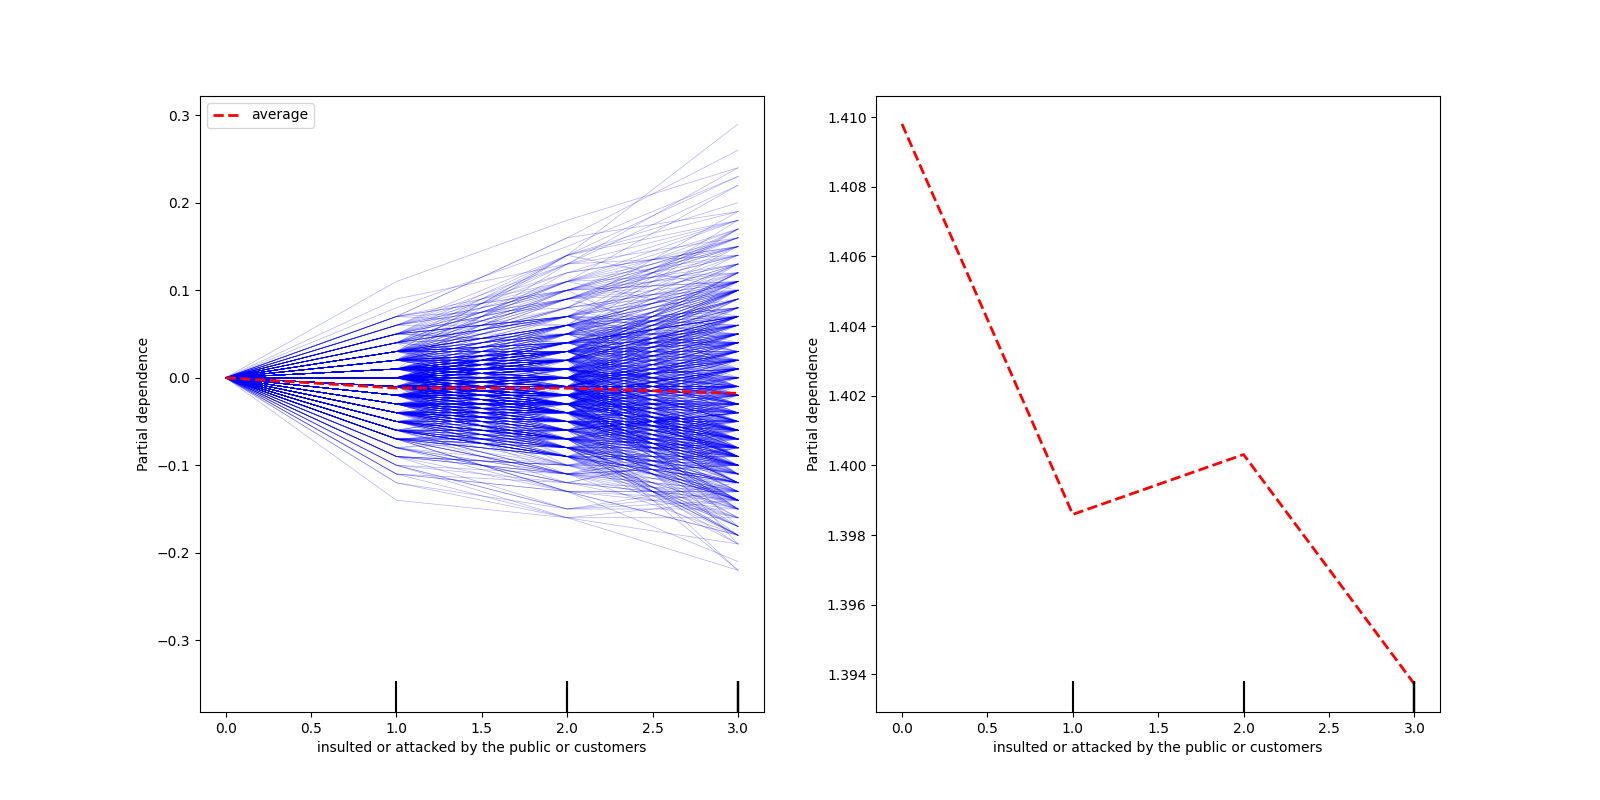 average
0.3
0.2
0.1
0.0
−0.1
−0.2
−0.3
Partial dependence
0.0 0.5 1.0 1.5 2.0 2.5 3.0
insulted or attacked by the public or customers
1.410
1.408
1.406
1.404
1.402
1.400
1.398
1.396
1.394
Partial dependence
0.0 0.5 1.0 1.5 2.0 2.5 3.0
insulted or attacked by the public or customers